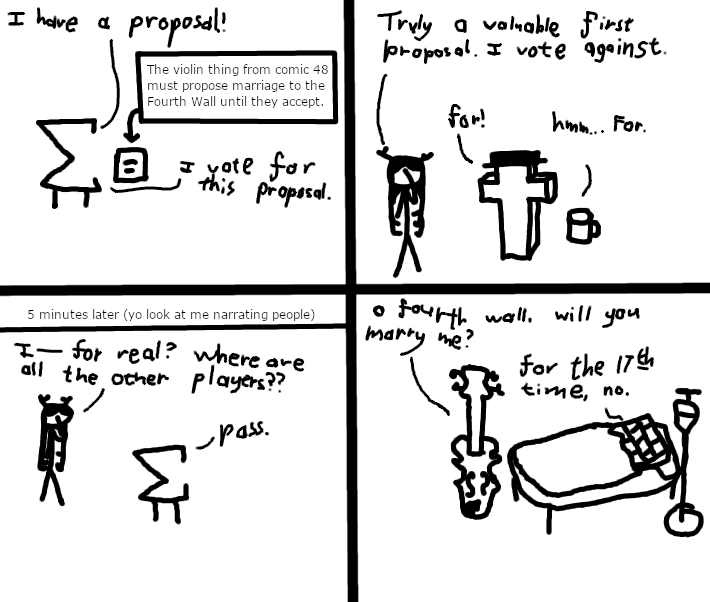 I have a proposal!
The violin thing from comic 48
must propose marriage to the
Fourth Wall until they accept.
I vote for
this proposal.
Truly a valuable first
proposal. I vote against.
for!
hmm... For.
5 minutes later (yo look at me narrating people)
I— for real? where are
all the other players??
pass.
o fourth wall. will you
marry me?
for the 17th
time, no.